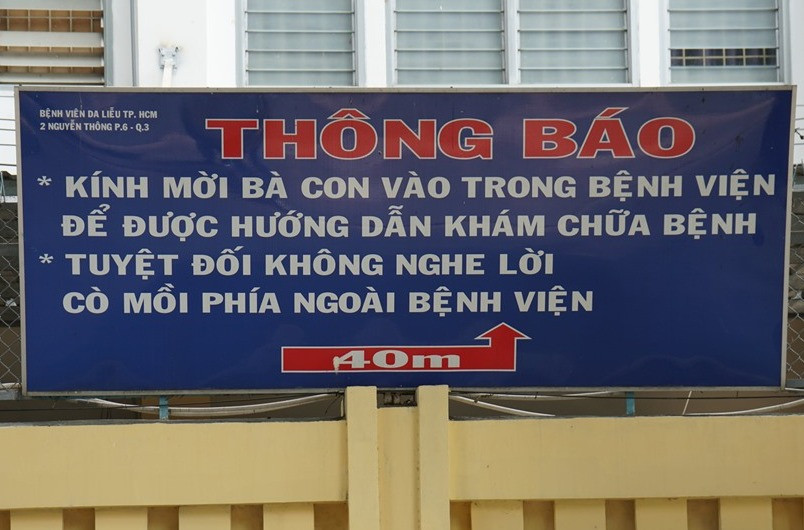 BỆNH VIỆN DA LIỄU TP. HCM
2 NGUYỄN THÔNG P.6 - Q.3
THÔNG BÁO
* KÍNH MỜI BÀ CON VÀO TRONG BỆNH VIỆN
ĐỂ ĐƯỢC HƯỚNG DẪN KHÁM CHỮA BỆNH
* TUYỆT ĐỐI KHÔNG NGHE LỜI
CÒ MỒI PHÍA NGOÀI BỆNH VIỆN
40m